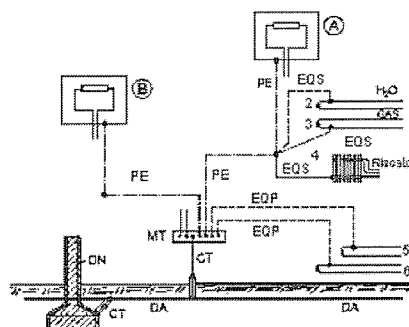 A
B
PE
EQS
H₂O
2
GAS
3
EQS
4
EQS
Riscald
PE
PE
MT
EQP
EQP
CT
5
6
DN
CT
DA
DA